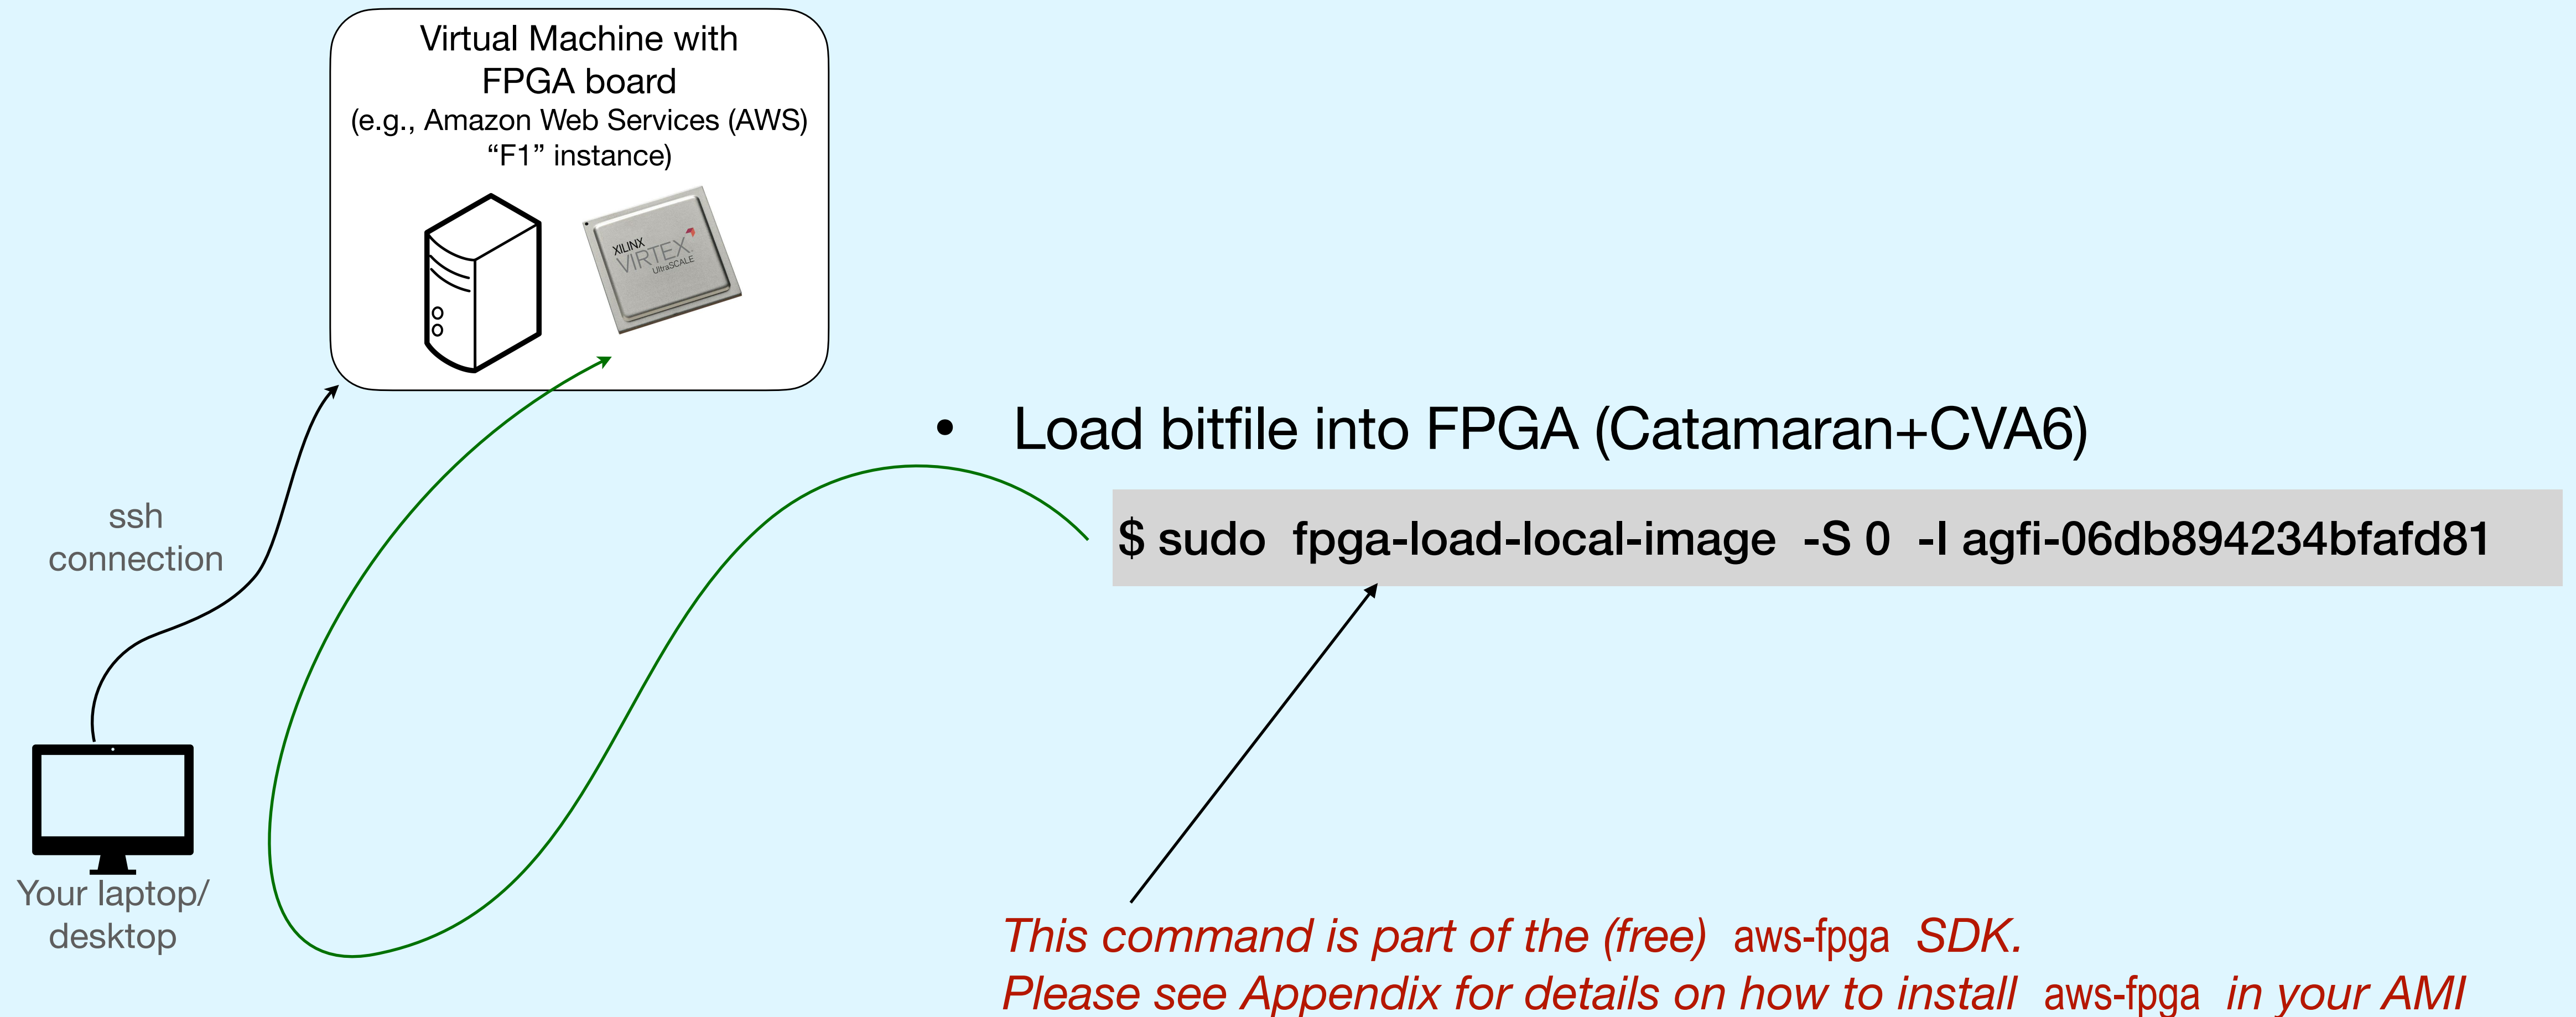 Virtual Machine with
FPGA board
(e.g., Amazon Web Services (AWS)
“F1” instance)
XILINX
VIRTEX
UltraSCALE
• Load bitfile into FPGA (Catamaran+CVA6)
$ sudo fpga-load-local-image -S 0 -I agfi-06db894234bfafd81
ssh
connection
Your laptop/
desktop
This command is part of the (free) aws-fpga SDK.
Please see Appendix for details on how to install aws-fpga in your AMI